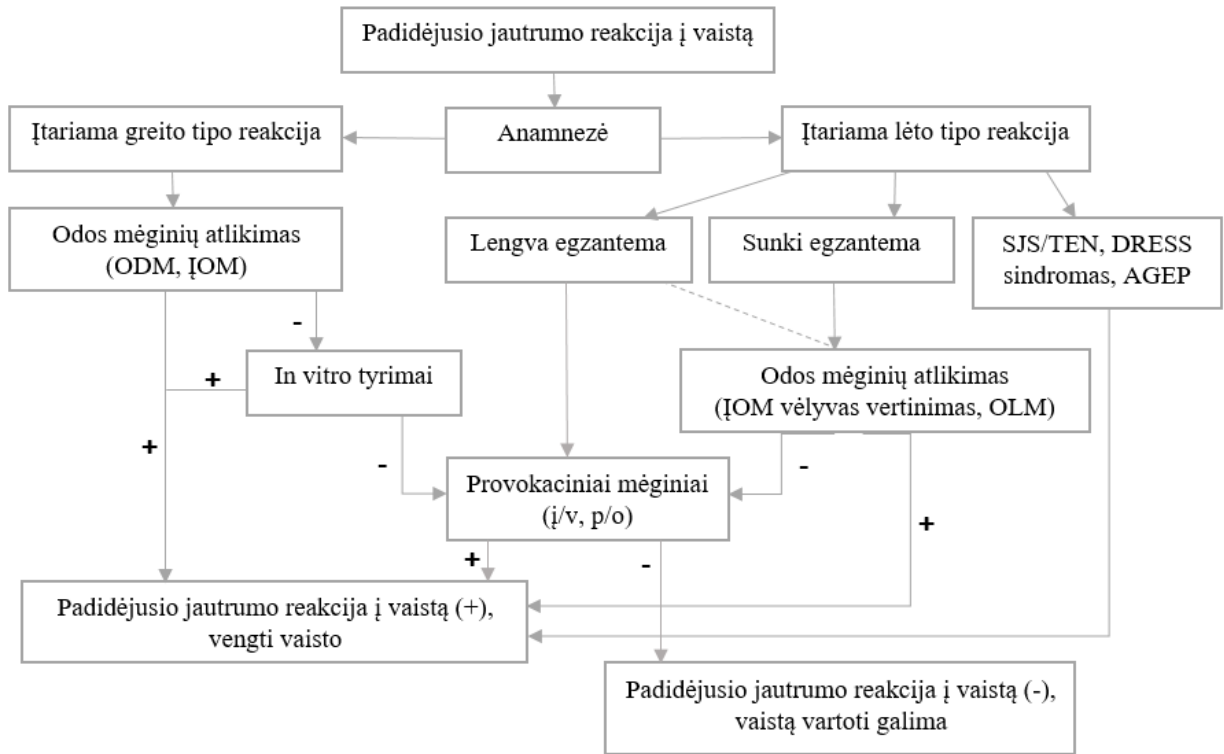 Padidėjusio jautrumo reakcija į vaistą
Įtariama greito tipo reakcija
Anamnezė
Įtariama lėto tipo reakcija
Odos mėginių atlikimas
(ODM, ĮOM)
Lengva egzantema
Sunki egzantema
SJS/TEN, DRESS
sindromas, AGEP
-
+
In vitro tyrimai
Odos mėginių atlikimas
(ĮOM vėlyvas vertinimas, OLM)
+
-
-
Provokaciniai mėginiai
(į/v, p/o)
+
+
-
Padidėjusio jautrumo reakcija į vaistą (+),
vengti vaisto
Padidėjusio jautrumo reakcija į vaistą (-),
vaistą vartoti galima